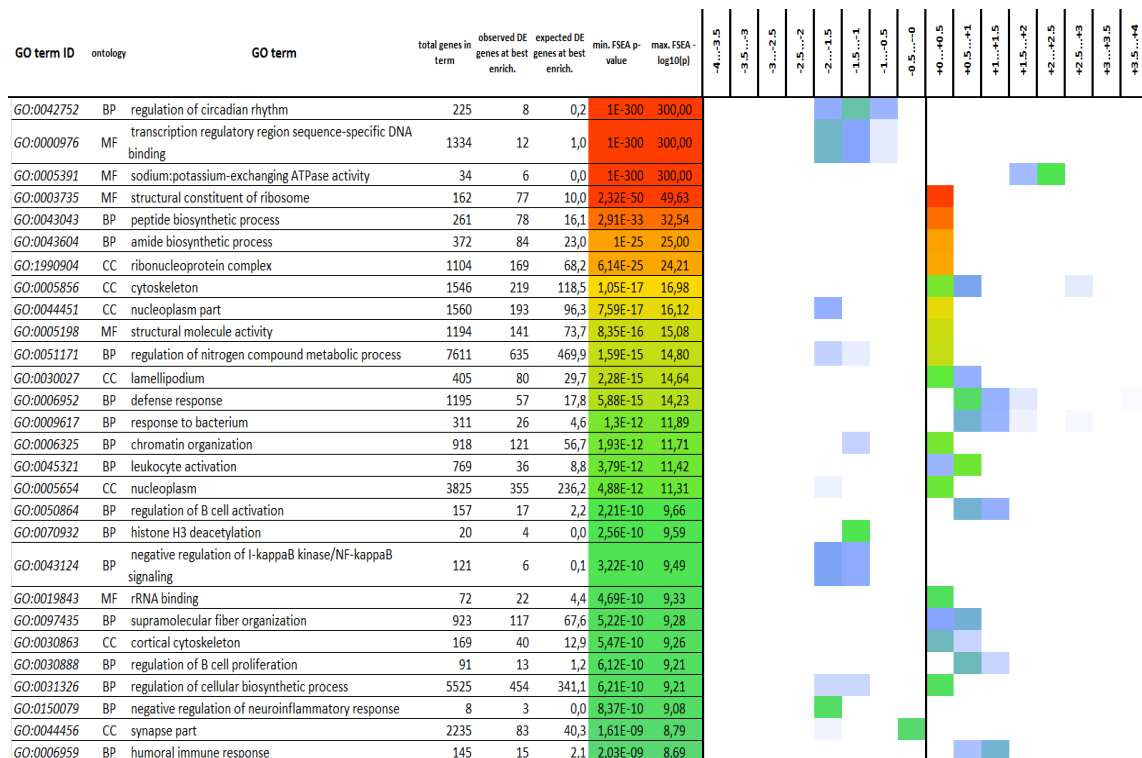 GO term ID ontology GO term total genes in term observed DE genes at best enrich. expected DE genes at best enrich. min. FSEA p-value max. FSEA -log10(p) -4...-3.5 -3.5...-3 -3...-2.5 -2.5...-2 -2...-1.5 -1.5...-1 -1...-0.5 -0.5...-0 +0...+0.5 +0.5...+1 +1...+1.5 +1.5...+2 +2...+2.5 +2.5...+3 +3...+3.5 +3.5...+4
GO:0042752 BP regulation of circadian rhythm 225 8 0,2 1E-300 300,00
GO:0000976 MF transcription regulatory region sequence-specific DNA
binding 1334 12 1,0 1E-300 300,00
GO:0005391 MF sodium:potassium-exchanging ATPase activity 34 6 0,0 1E-300 300,00
GO:0003735 MF structural constituent of ribosome 162 77 10,0 2,32E-50 49,63
GO:0043043 BP peptide biosynthetic process 261 78 16,1 2,91E-33 32,54
GO:0043604 BP amide biosynthetic process 372 84 23,0 1E-25 25,00
GO:1990904 CC ribonucleoprotein complex 1104 169 68,2 6,14E-25 24,21
GO:0005856 CC cytoskeleton 1546 219 118,5 1,05E-17 16,98
GO:0044451 CC nucleoplasm part 1560 193 96,3 7,59E-17 16,12
GO:0005198 MF structural molecule activity 1194 141 73,7 8,35E-16 15,08
GO:0051171 BP regulation of nitrogen compound metabolic process 7611 635 469,9 1,59E-15 14,80
GO:0030027 CC lamellipodium 405 80 29,7 2,28E-15 14,64
GO:0006952 BP defense response 1195 57 17,8 5,88E-15 14,23
GO:0009617 BP response to bacterium 311 26 4,6 1,3E-12 11,89
GO:0006325 BP chromatin organization 918 121 56,7 1,93E-12 11,71
GO:0045321 BP leukocyte activation 769 36 8,8 3,79E-12 11,42
GO:0005654 CC nucleoplasm 3825 355 236,2 4,88E-12 11,31
GO:0050864 BP regulation of B cell activation 157 17 2,2 2,21E-10 9,66
GO:0070932 BP histone H3 deacetylation 20 4 0,0 2,56E-10 9,59
GO:0043124 BP negative regulation of I-kappaB kinase/NF-kappaB
signaling 121 6 0,1 3,22E-10 9,49
GO:0019843 MF rRNA binding 72 22 4,4 4,69E-10 9,33
GO:0097435 BP supramolecular fiber organization 923 117 67,6 5,22E-10 9,28
GO:0030863 CC cortical cytoskeleton 169 40 12,9 5,47E-10 9,26
GO:0030888 BP regulation of B cell proliferation 91 13 1,2 6,12E-10 9,21
GO:0031326 BP regulation of cellular biosynthetic process 5525 454 341,1 6,21E-10 9,21
GO:0150079 BP negative regulation of neuroinflammatory response 8 3 0,0 8,37E-10 9,08
GO:0044456 CC synapse part 2235 83 40,3 1,61E-09 8,79
GO:0006959 BP humoral immune response 145 15 2,1 2,03E-09 8,69